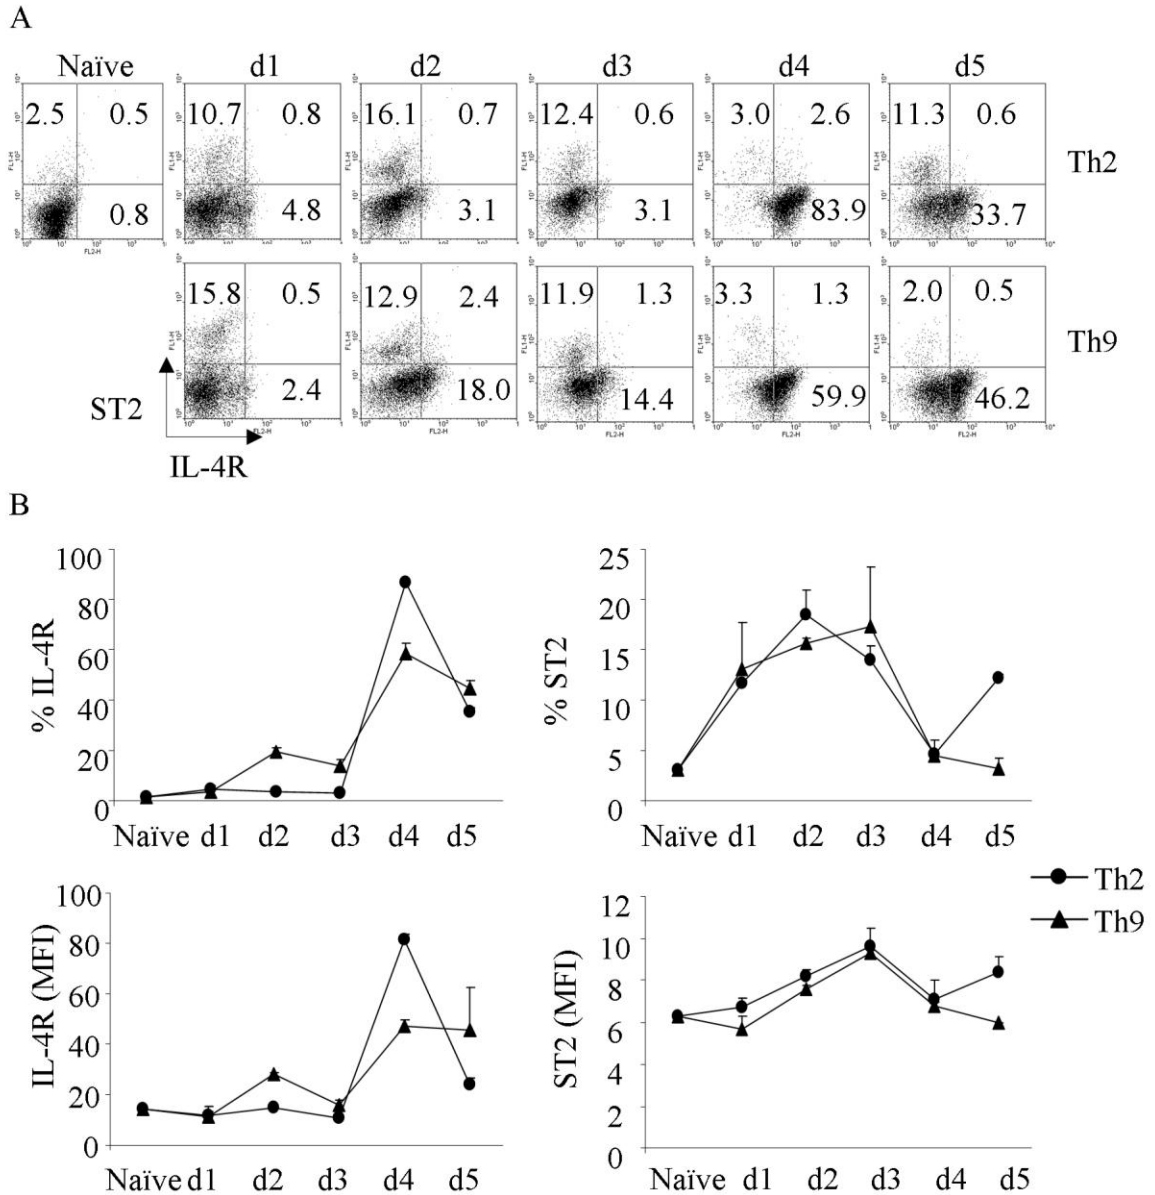 A
Naïve d1 d2 d3 d4 d5
2.5 0.5 10.7 0.8 16.1 0.7 12.4 0.6 3.0 2.6 11.3 0.6
Th2
0.8 4.8 3.1 3.1 83.9 33.7
FL2-H
15.8 0.5 12.9 2.4 11.9 1.3 3.3 1.3 2.0 0.5
Th9
2.4 18.0 14.4 59.9 46.2
ST2
FL2-H FL2-H FL2-H FL2-H FL2-H
IL-4R
B
% IL-4R
100
80
60
40
20
0
Naïve d1 d2 d3 d4 d5
% ST2
25
20
15
10
5
0
Naïve d1 d2 d3 d4 d5
IL-4R (MFI)
100
80
60
40
20
0
Naïve d1 d2 d3 d4 d5
ST2 (MFI)
12
10
8
6
4
2
0
Naïve d1 d2 d3 d4 d5
Th2
Th9